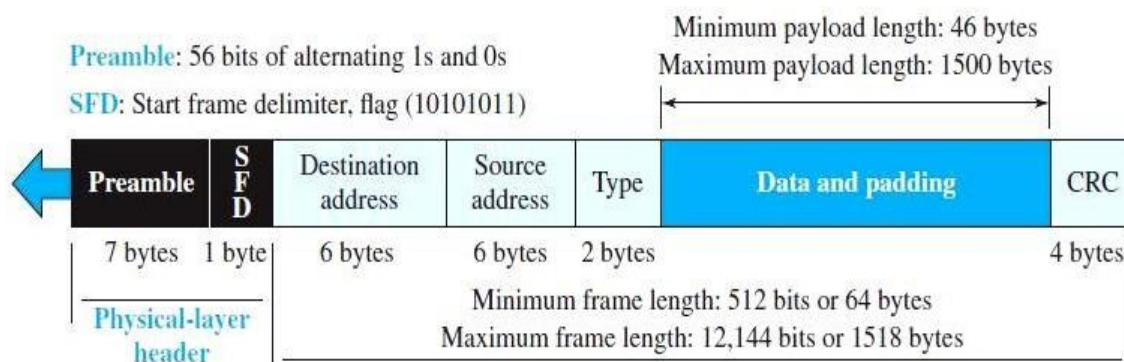 Preamble: 56 bits of alternating 1s and 0s
SFD: Start frame delimiter, flag (10101011)
Minimum payload length: 46 bytes
Maximum payload length: 1500 bytes
Preamble
S
F
D
Destination
address
Source
address
Type
Data and padding
CRC
7 bytes
1 byte
6 bytes
6 bytes
2 bytes
4 bytes
Physical-layer
header
Minimum frame length: 512 bits or 64 bytes
Maximum frame length: 12,144 bits or 1518 bytes